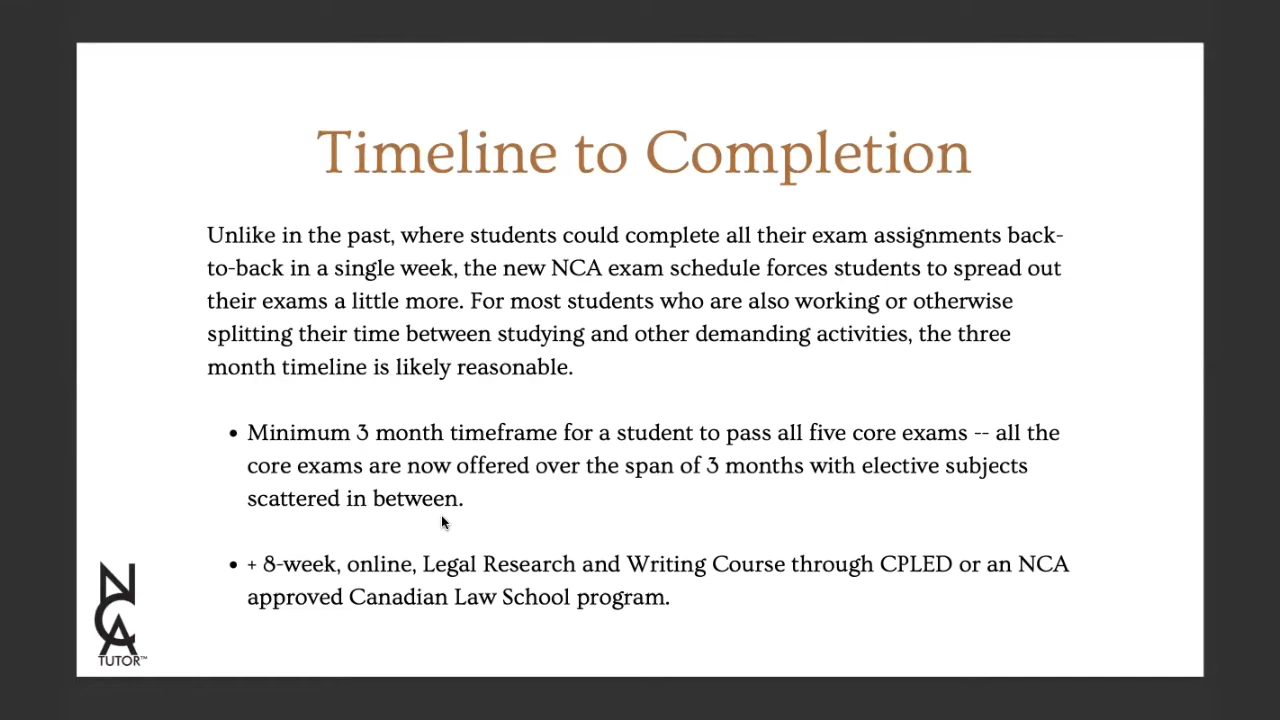 Timeline to Completion
Unlike in the past, where students could complete all their exam assignments back-
to-back in a single week, the new NCA exam schedule forces students to spread out
their exams a little more. For most students who are also working or otherwise
splitting their time between studying and other demanding activities, the three
month timeline is likely reasonable.
• Minimum 3 month timeframe for a student to pass all five core exams -- all the
core exams are now offered over the span of 3 months with elective subjects
scattered in between.
• + 8-week, online, Legal Research and Writing Course through CPLED or an NCA
approved Canadian Law School program.
NCA
TUTOR™